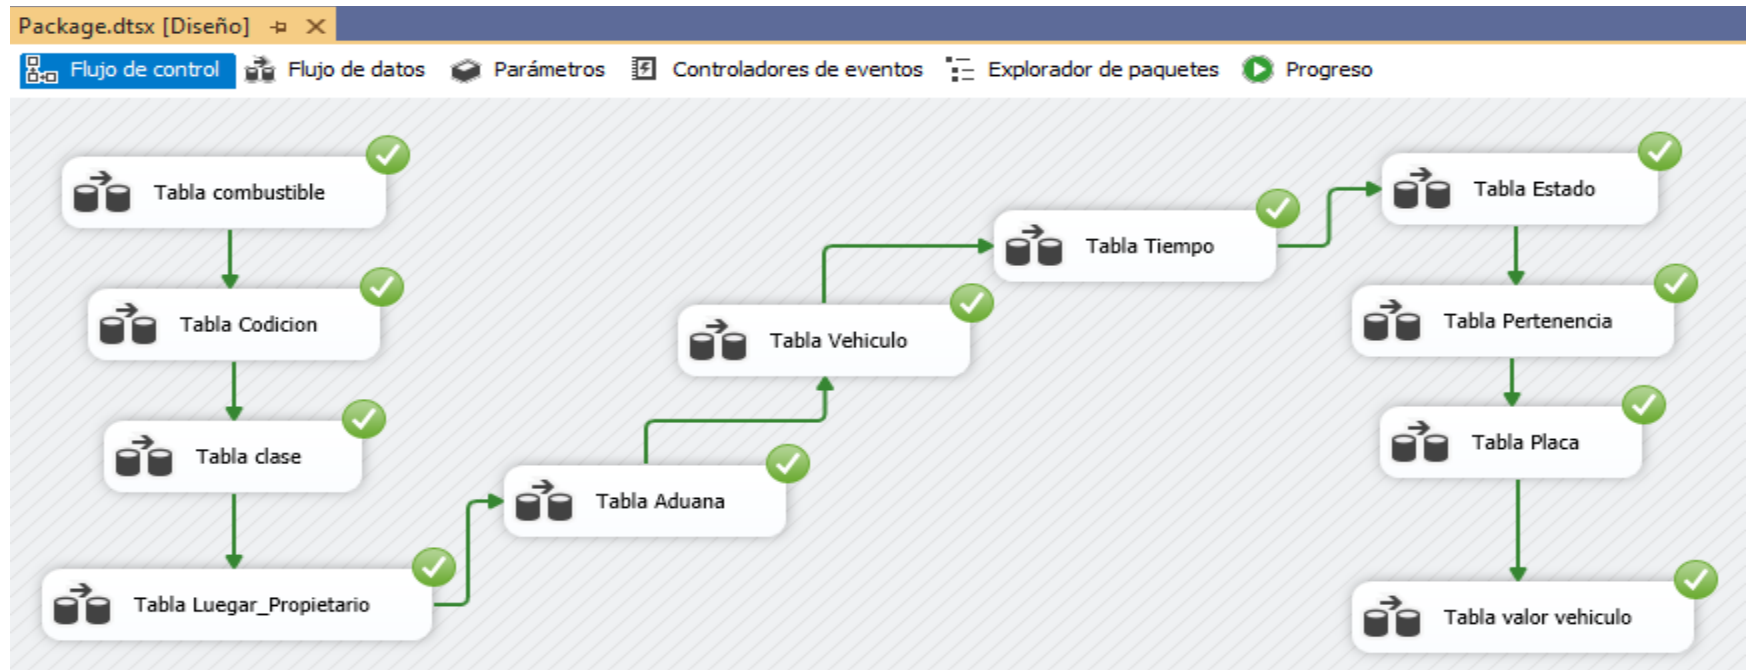 Package.dtsx [Diseño]
Flujo de control Flujo de datos Parámetros Controladores de eventos Explorador de paquetes Progreso
Tabla combustible
Tabla Codicion
Tabla clase
Tabla Luegar_Propietario
Tabla Aduana
Tabla Vehiculo
Tabla Tiempo
Tabla Estado
Tabla Pertenencia
Tabla Placa
Tabla valor vehiculo